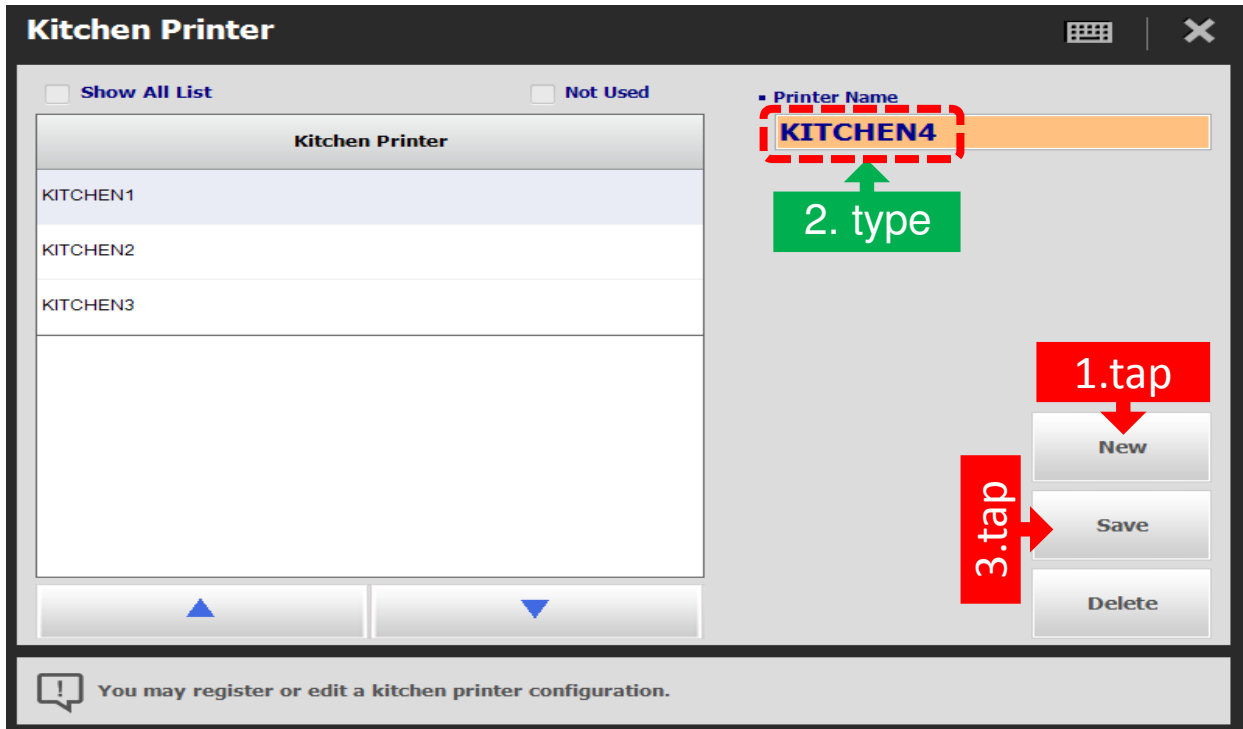 Kitchen Printer
Show All List
Not Used
Kitchen Printer
KITCHEN1
KITCHEN2
KITCHEN3
▪ Printer Name
KITCHEN4
2. type
1.tap
New
3.tap
Save
Delete
You may register or edit a kitchen printer configuration.